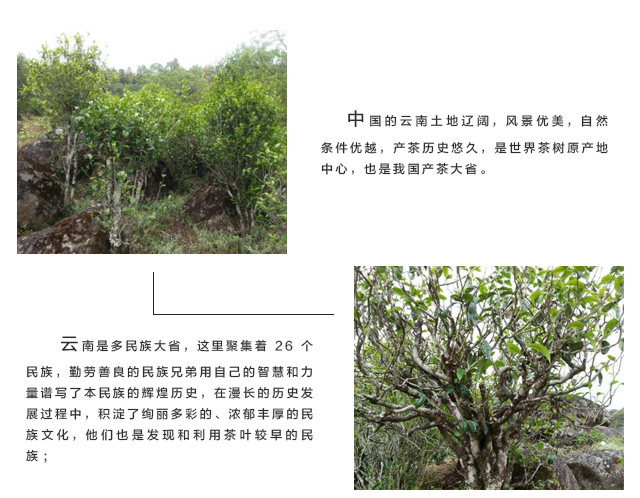 中国的云南土地辽阔，风景优美，自然
条件优越，产茶历史悠久，是世界茶树原产地
中心，也是我国产茶大省。
云南是多民族大省，这里聚集着 26 个
民族，勤劳善良的民族兄弟用自己的智慧和力
量谱写了本民族的辉煌历史，在漫长的历史发
展过程中，积淀了绚丽多彩的、浓郁丰厚的民
族文化，他们也是发现和利用茶叶较早的民
族；